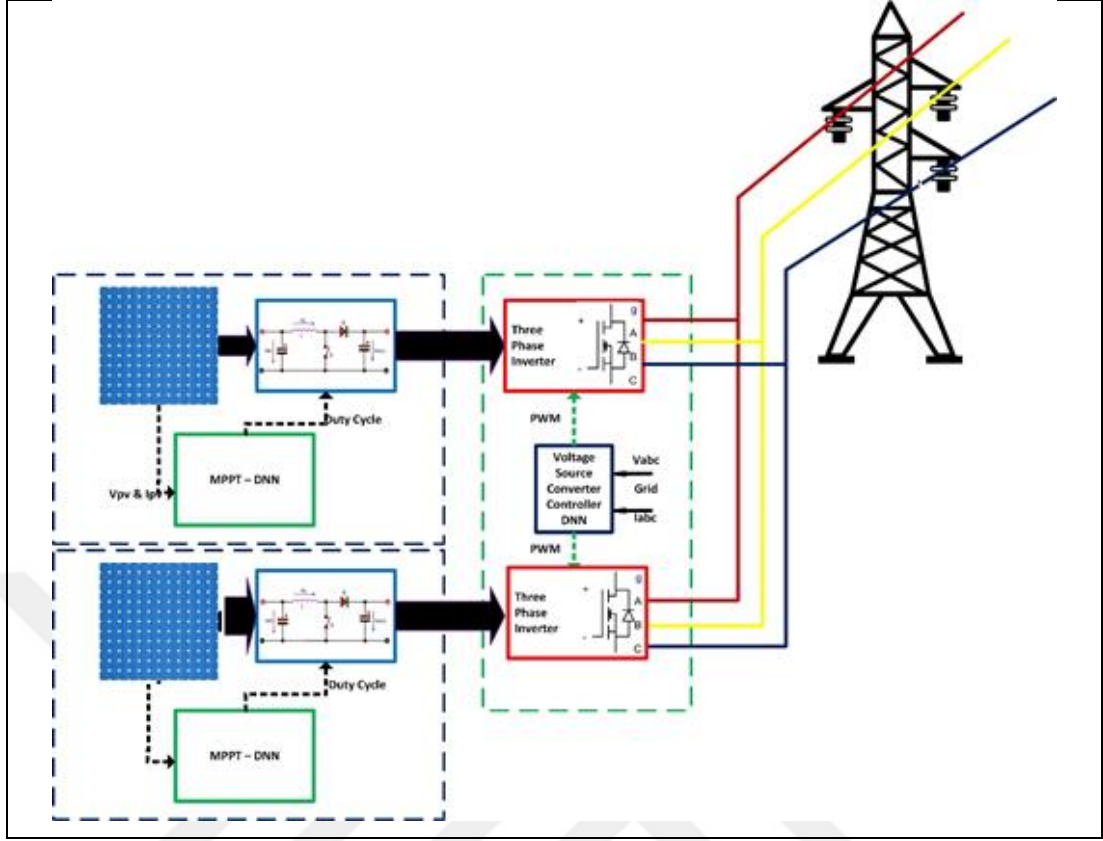 Three
Phase
Inverter
g
A
B
C
Duty Cycle
MPPT – DNN
Vpv & Ipv
PWM
Voltage
Source
Converter
Controller
DNN
Vabc
Grid
Iabc
PWM
Three
Phase
Inverter
g
A
B
C
Duty Cycle
MPPT – DNN